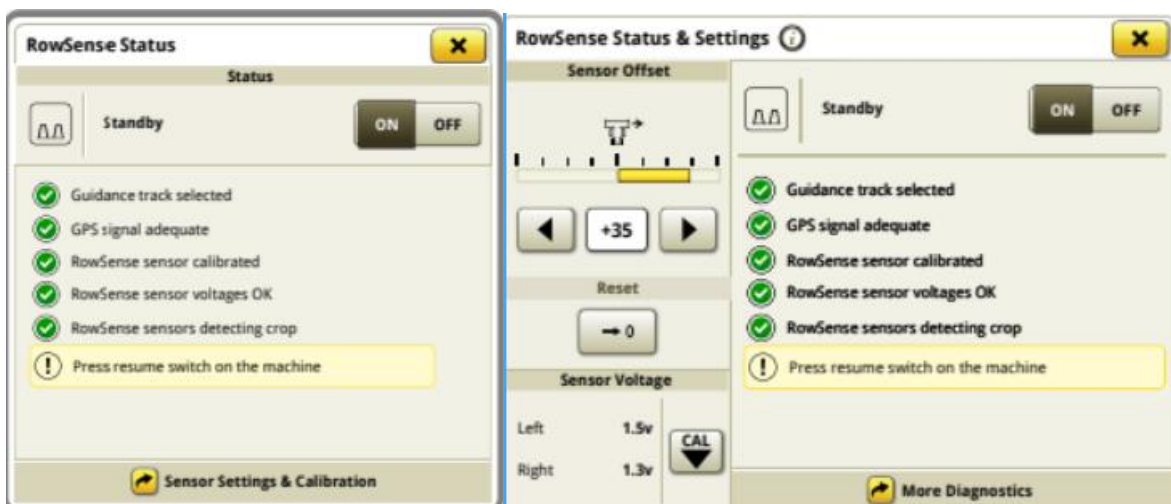 RowSense Status
Status
Standby
ON OFF
Guidance track selected
GPS signal adequate
RowSense sensor calibrated
RowSense sensor voltages OK
RowSense sensors detecting crop
Press resume switch on the machine
Sensor Settings & Calibration
RowSense Status & Settings
Sensor Offset
+35
Reset
0
Sensor Voltage
Left 1.5v
Right 1.3v
CAL
Standby
ON OFF
Guidance track selected
GPS signal adequate
RowSense sensor calibrated
RowSense sensor voltages OK
RowSense sensors detecting crop
Press resume switch on the machine
More Diagnostics